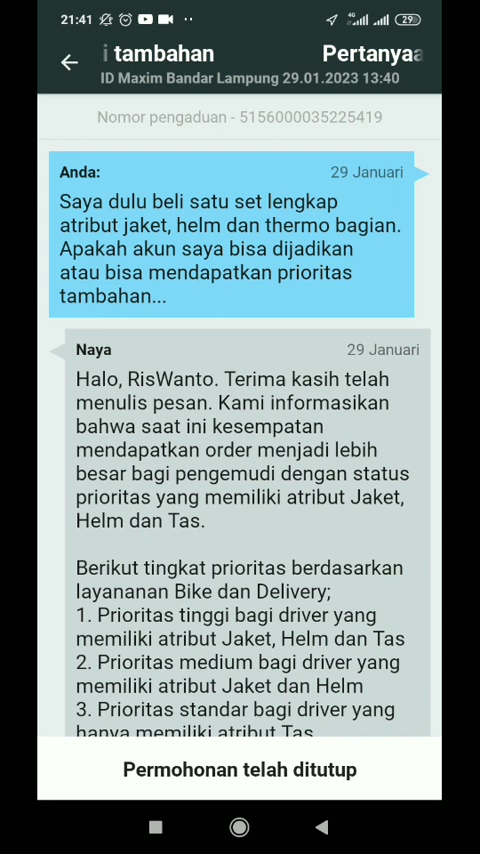 21:41
4G
29
i tambahan Pertanyaa
ID Maxim Bandar Lampung 29.01.2023 13:40
Nomor pengaduan - 5156000035225419
Anda: 29 Januari
Saya dulu beli satu set lengkap
atribut jaket, helm dan thermo bagian.
Apakah akun saya bisa dijadikan
atau bisa mendapatkan prioritas
tambahan...
Naya 29 Januari
Halo, RisWanto. Terima kasih telah
menulis pesan. Kami informasikan
bahwa saat ini kesempatan
mendapatkan order menjadi lebih
besar bagi pengemudi dengan status
prioritas yang memiliki atribut Jaket,
Helm dan Tas.
Berikut tingkat prioritas berdasarkan
layananan Bike dan Delivery;
1. Prioritas tinggi bagi driver yang
memiliki atribut Jaket, Helm dan Tas
2. Prioritas medium bagi driver yang
memiliki atribut Jaket dan Helm
3. Prioritas standar bagi driver yang
hanya memiliki atribut Tas
Permohonan telah ditutup